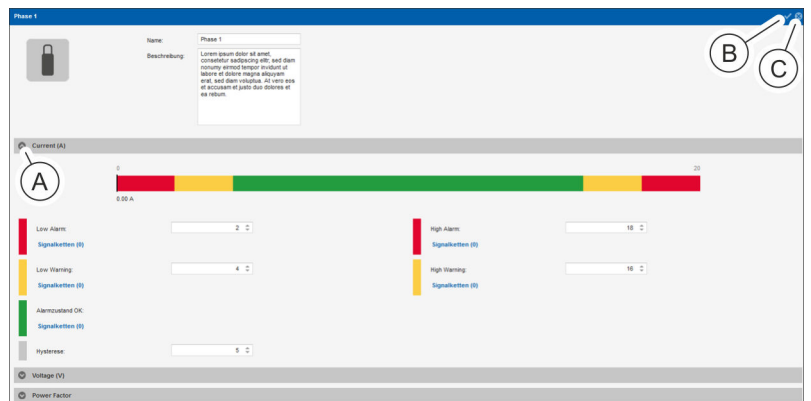 Phase 1
B
C
Name: Phase 1
Beschreibung: Lorem ipsum dolor sit amet,
consetetur sadipscing elitr, sed diam
nonumy eirmod tempor invidunt ut
labore et dolore magna aliquyam
erat, sed diam voluptua. At vero eos
et accusam et justo duo dolores et
ea rebum.
Current (A)
A
0 20
0.00 A
Low Alarm: 2 High Alarm: 18
Signalketten (0) Signalketten (0)
Low Warning: 4 High Warning: 16
Signalketten (0) Signalketten (0)
Alarmzustand OK:
Signalketten (0)
Hysterese: 5
Voltage (V)
Power Factor